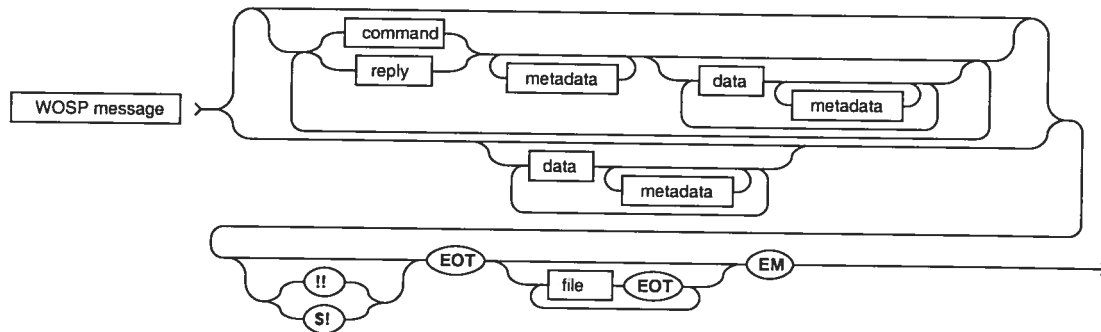 command
reply
metadata
data
metadata
WOSP message
data
metadata
!!
$!
EOT
file
EOT
EM